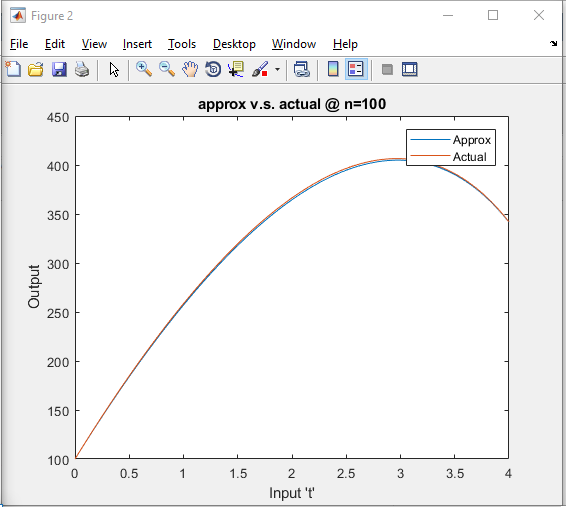 Figure 2
File Edit View Insert Tools Desktop Window Help
approx v.s. actual @ n=100
Approx
Actual
450
400
350
300
250
200
150
100
Output
0 0.5 1 1.5 2 2.5 3 3.5 4
Input 't'